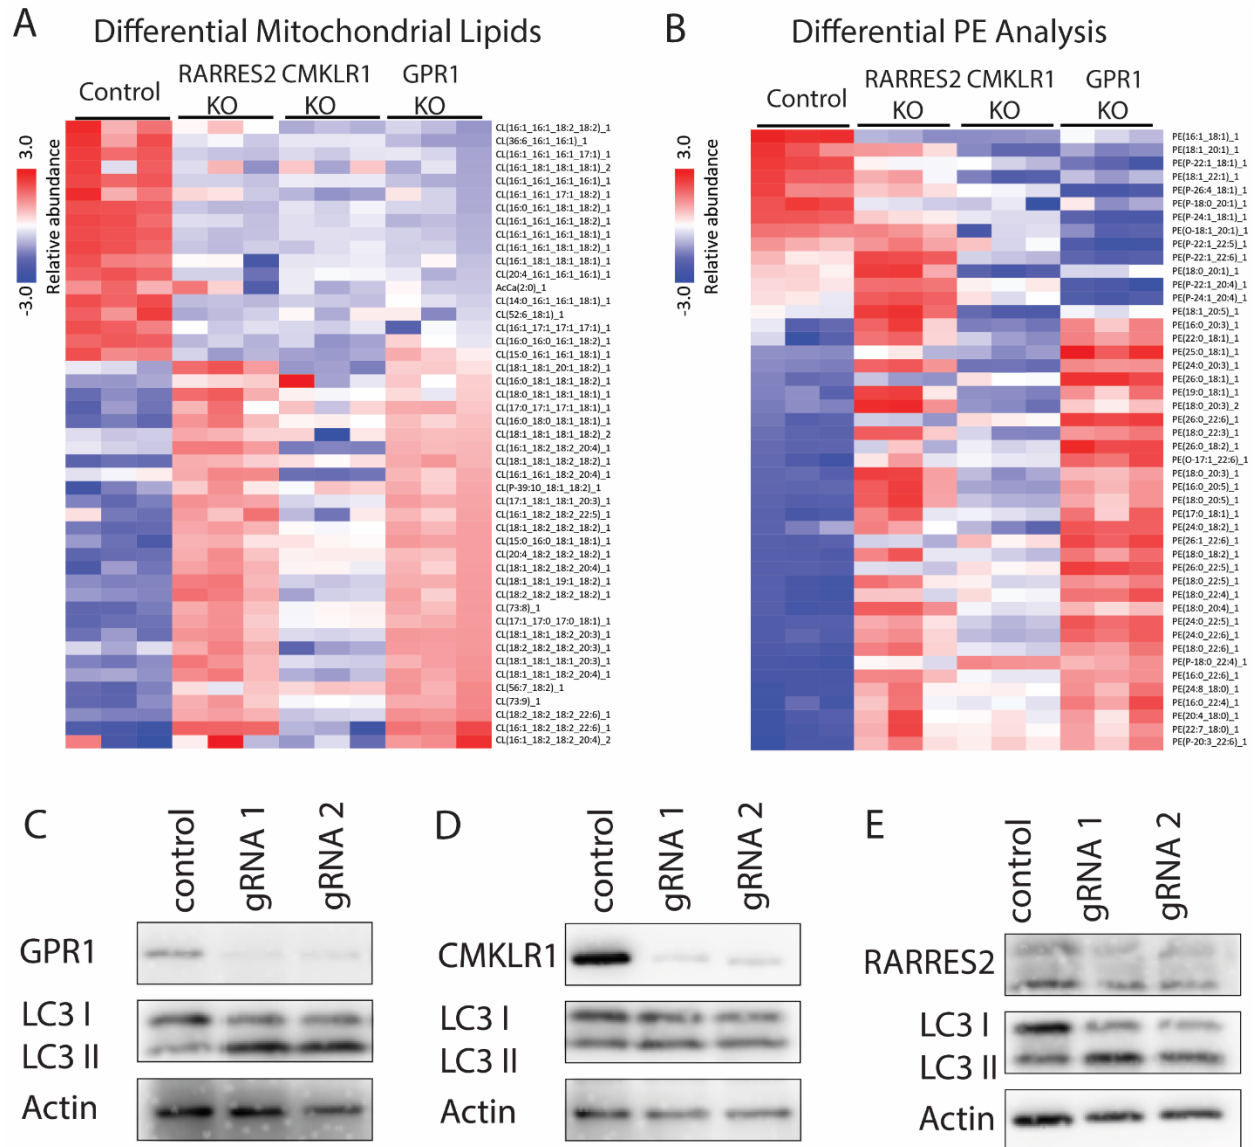 A
Differential Mitochondrial Lipids
Control
RARRES2
KO
CMKLR1
KO
GPR1
KO
3.0
Relative abundance
-3.0
CL(16:1_16:1_18:2_18:2)_1
CL(36:6_16:1_16:1)_1
CL(16:1_16:1_16:1_17:1)_1
CL(16:1_18:1_18:1_18:1)_2
CL(16:1_16:1_16:1_16:1)_1
CL(16:1_16:1_17:1_18:2)_1
CL(16:0_16:1_18:1_18:2)_1
CL(16:1_16:1_16:1_18:2)_1
CL(16:1_16:1_16:1_18:1)_1
CL(16:1_16:1_18:1_18:2)_1
CL(16:1_18:1_18:1_18:1)_1
CL(20:4_16:1_16:1_16:1)_1
AcCa(2:0)_1
CL(14:0_16:1_16:1_18:1)_1
CL(52:6_18:1)_1
CL(16:1_17:1_17:1_17:1)_1
CL(16:0_16:0_16:1_18:2)_1
CL(15:0_16:1_16:1_18:1)_1
CL(18:1_18:1_20:1_18:2)_1
CL(16:0_18:1_18:1_18:2)_1
CL(18:0_18:1_18:1_18:1)_1
CL(17:0_17:1_17:1_18:1)_1
CL(16:0_18:0_18:1_18:1)_1
CL(18:1_18:1_18:1_18:2)_2
CL(16:1_18:2_18:2_20:4)_1
CL(18:1_18:1_18:2_18:2)_1
CL(16:1_16:1_18:2_20:4)_1
CL(P-39:10_18:1_18:2)_1
CL(17:1_18:1_18:1_20:3)_1
CL(16:1_18:2_18:2_22:5)_1
CL(18:1_18:2_18:2_18:2)_1
CL(15:0_16:0_18:1_18:1)_1
CL(20:4_18:2_18:2_18:2)_1
CL(18:1_18:2_18:2_20:4)_1
CL(18:1_18:1_19:1_18:2)_1
CL(18:2_18:2_18:2_18:2)_1
CL(73:8)_1
CL(17:1_17:0_17:0_18:1)_1
CL(18:1_18:1_18:2_20:3)_1
CL(18:2_18:2_18:2_20:3)_1
CL(18:1_18:1_18:1_20:3)_1
CL(18:1_18:1_18:2_20:4)_1
CL(56:7_18:2)_1
CL(73:9)_1
CL(18:2_18:2_18:2_22:6)_1
CL(16:1_18:2_18:2_22:6)_1
CL(16:1_18:2_18:2_20:4)_2
B
Differential PE Analysis
Control
RARRES2
KO
CMKLR1
KO
GPR1
KO
3.0
Relative abundance
-3.0
PE(16:1_18:1)_1
PE(18:1_20:1)_1
PE(P-22:1_18:1)_1
PE(18:1_22:1)_1
PE(P-26:4_18:1)_1
PE(P-18:0_20:1)_1
PE(P-24:1_18:1)_1
PE(O-18:1_20:1)_1
PE(P-22:1_22:5)_1
PE(P-22:1_22:6)_1
PE(18:0_20:1)_1
PE(P-22:1_20:4)_1
PE(P-24:1_20:4)_1
PE(18:1_20:5)_1
PE(16:0_20:3)_1
PE(22:0_18:1)_1
PE(25:0_18:1)_1
PE(24:0_20:3)_1
PE(26:0_18:1)_1
PE(19:0_18:1)_1
PE(18:0_20:3)_2
PE(26:0_22:6)_1
PE(18:0_22:3)_1
PE(26:0_18:2)_1
PE(O-17:1_22:6)_1
PE(18:0_20:3)_1
PE(16:0_20:5)_1
PE(18:0_20:5)_1
PE(17:0_18:1)_1
PE(24:0_18:2)_1
PE(26:1_22:6)_1
PE(18:0_18:2)_1
PE(26:0_22:5)_1
PE(18:0_22:5)_1
PE(18:0_22:4)_1
PE(18:0_20:4)_1
PE(24:0_22:5)_1
PE(24:0_22:6)_1
PE(18:0_22:6)_1
PE(P-18:0_22:4)_1
PE(16:0_22:6)_1
PE(24:8_18:0)_1
PE(16:0_22:4)_1
PE(20:4_18:0)_1
PE(22:7_18:0)_1
PE(P-20:3_22:6)_1
C
control
gRNA 1
gRNA 2
GPR1
LC3 I
LC3 II
Actin
D
control
gRNA 1
gRNA 2
CMKLR1
LC3 I
LC3 II
Actin
E
control
gRNA 1
gRNA 2
RARRES2
LC3 I
LC3 II
Actin